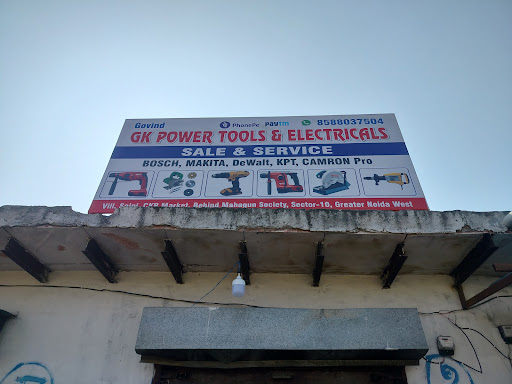 Govind PhonePe Paytm 8588037504
GK POWER TOOLS & ELECTRICALS
SALE & SERVICE
BOSCH, MAKITA, DeWalt, KPT, CAMRON Pro
Vill. Saini, CKR Market, Behind Mahagun Society, Sector-16, Greater Noida West